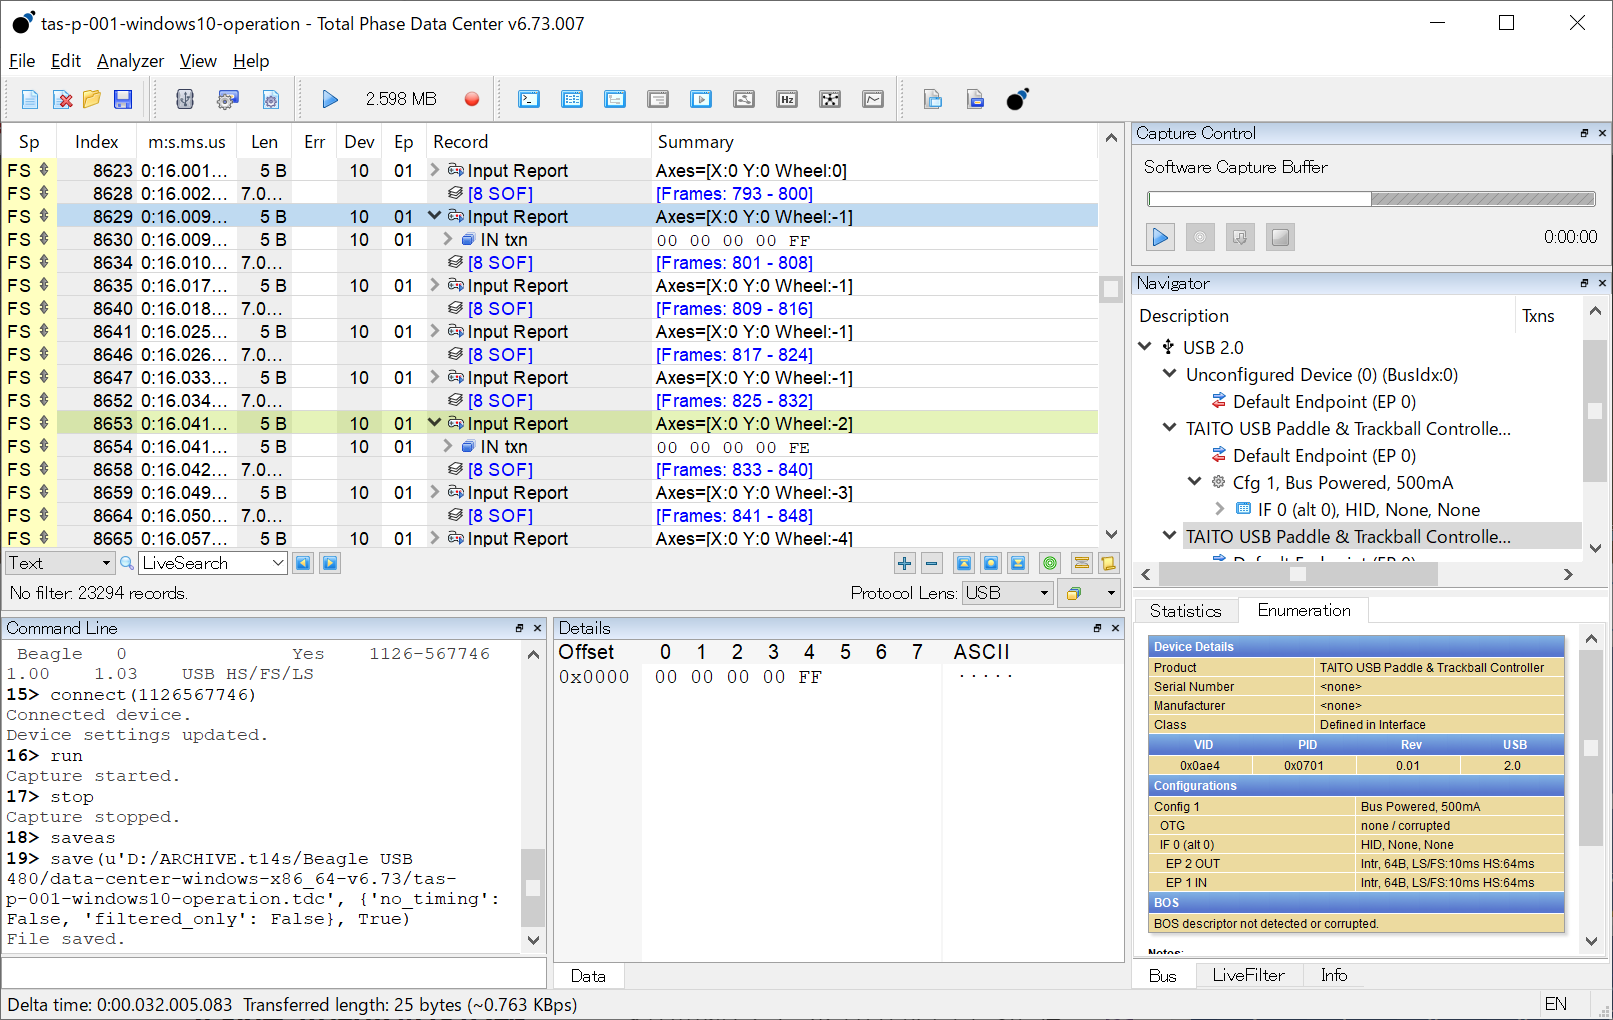 tas-p-001-windows10-operation - Total Phase Data Center v6.73.007
File Edit Analyzer View Help
2.598 MB
Sp Index m:s.ms.us Len Err Dev Ep Record Summary
FS 8623 0:16.001... 5 B 10 01 Input Report Axes=[X:0 Y:0 Wheel:0]
FS 8628 0:16.002... 7.0... [8 SOF] [Frames: 793 - 800]
FS 8629 0:16.009... 5 B 10 01 Input Report Axes=[X:0 Y:0 Wheel:-1]
FS 8630 0:16.009... 5 B 10 01 IN txn 00 00 00 00 FF
FS 8634 0:16.010... 7.0... [8 SOF] [Frames: 801 - 808]
FS 8635 0:16.017... 5 B 10 01 Input Report Axes=[X:0 Y:0 Wheel:-1]
FS 8640 0:16.018... 7.0... [8 SOF] [Frames: 809 - 816]
FS 8641 0:16.025... 5 B 10 01 Input Report Axes=[X:0 Y:0 Wheel:-1]
FS 8646 0:16.026... 7.0... [8 SOF] [Frames: 817 - 824]
FS 8647 0:16.033... 5 B 10 01 Input Report Axes=[X:0 Y:0 Wheel:-1]
FS 8652 0:16.034... 7.0... [8 SOF] [Frames: 825 - 832]
FS 8653 0:16.041... 5 B 10 01 Input Report Axes=[X:0 Y:0 Wheel:-2]
FS 8654 0:16.041... 5 B 10 01 IN txn 00 00 00 00 FE
FS 8658 0:16.042... 7.0... [8 SOF] [Frames: 833 - 840]
FS 8659 0:16.049... 5 B 10 01 Input Report Axes=[X:0 Y:0 Wheel:-3]
FS 8664 0:16.050... 7.0... [8 SOF] [Frames: 841 - 848]
FS 8665 0:16.057... 5 B 10 01 Input Report Axes=[X:0 Y:0 Wheel:-4]
Text LiveSearch
No filter: 23294 records. Protocol Lens: USB
Command Line
Beagle 0 Yes 1126-567746
1.00 1.03 USB HS/FS/LS
15> connect(1126567746)
Connected device.
Device settings updated.
16> run
Capture started.
17> stop
Capture stopped.
18> saveas
19> save(u'D:/ARCHIVE.t14s/Beagle USB
480/data-center-windows-x86_64-v6.73/tas-
p-001-windows10-operation.tdc', {'no_timing':
False, 'filtered_only': False}, True)
File saved.
Details
Offset 0 1 2 3 4 5 6 7 ASCII
0x0000 00 00 00 00 FF .....
Data
Capture Control
Software Capture Buffer
0:00:00
Navigator
Description Txns
USB 2.0
Unconfigured Device (0) (BusIdx:0)
Default Endpoint (EP 0)
TAITO USB Paddle & Trackball Controlle...
Default Endpoint (EP 0)
Cfg 1, Bus Powered, 500mA
IF 0 (alt 0), HID, None, None
TAITO USB Paddle & Trackball Controlle...
Default Endpoint (EP 0)
Statistics Enumeration
Device Details
Product TAITO USB Paddle & Trackball Controller
Serial Number <none>
Manufacturer <none>
Class Defined in Interface
VID PID Rev USB
0x0ae4 0x0701 0.01 2.0
Configurations
Config 1 Bus Powered, 500mA
OTG none / corrupted
IF 0 (alt 0) HID, None, None
EP 2 OUT Intr, 64B, LS/FS:10ms HS:64ms
EP 1 IN Intr, 64B, LS/FS:10ms HS:64ms
BOS
BOS descriptor not detected or corrupted.
Notes:
Bus LiveFilter Info
Delta time: 0:00.032.005.083 Transferred length: 25 bytes (~0.763 KBps)
EN